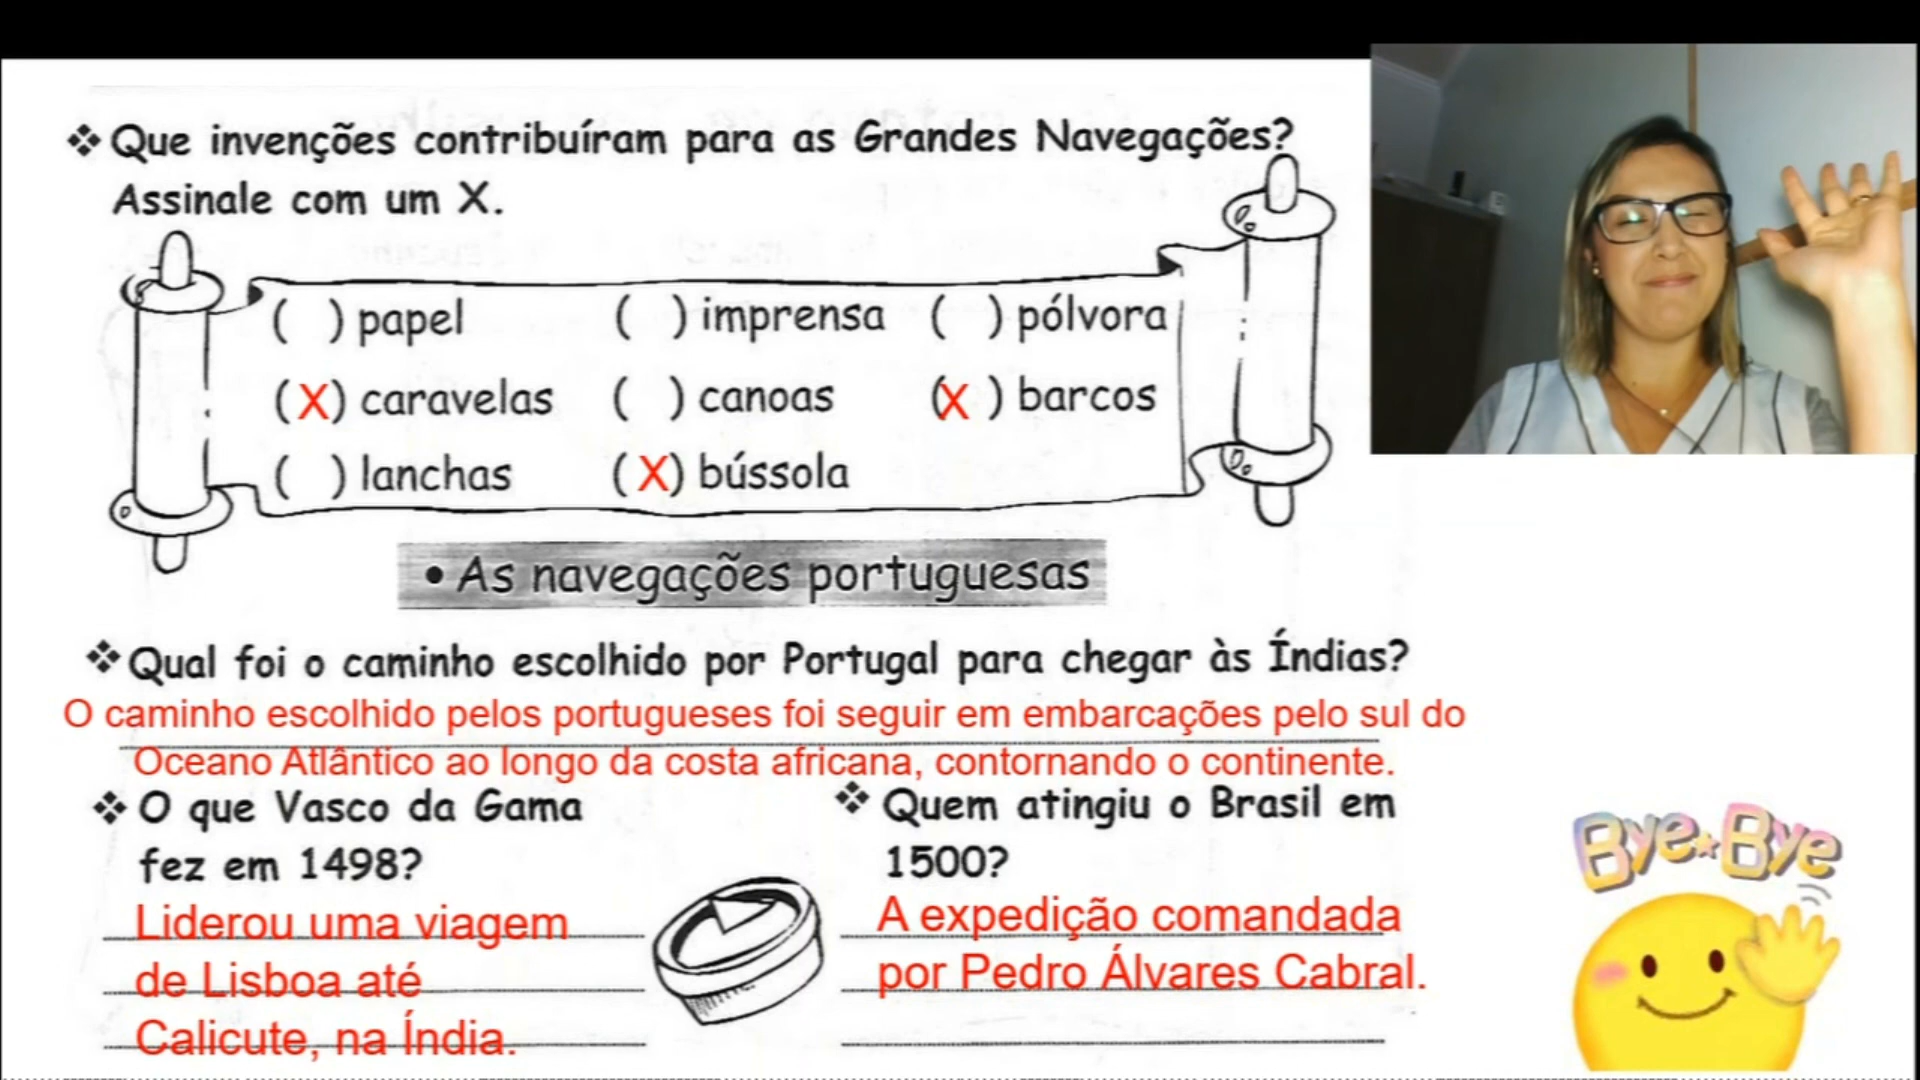 ❖ Que invenções contribuíram para as Grandes Navegações?
Assinale com um X.
( ) papel ( ) imprensa ( ) pólvora
(X) caravelas ( ) canoas (X ) barcos
( ) lanchas ( X) bússola
• As navegações portuguesas
❖ Qual foi o caminho escolhido por Portugal para chegar às Índias?
O caminho escolhido pelos portugueses foi seguir em embarcações pelo sul do
Oceano Atlântico ao longo da costa africana, contornando o continente.
❖ O que Vasco da Gama
fez em 1498?
Liderou uma viagem
de Lisboa até
Calicute, na Índia.
❖ Quem atingiu o Brasil em
1500?
A expedição comandada
por Pedro Álvares Cabral.
Bye★Bye